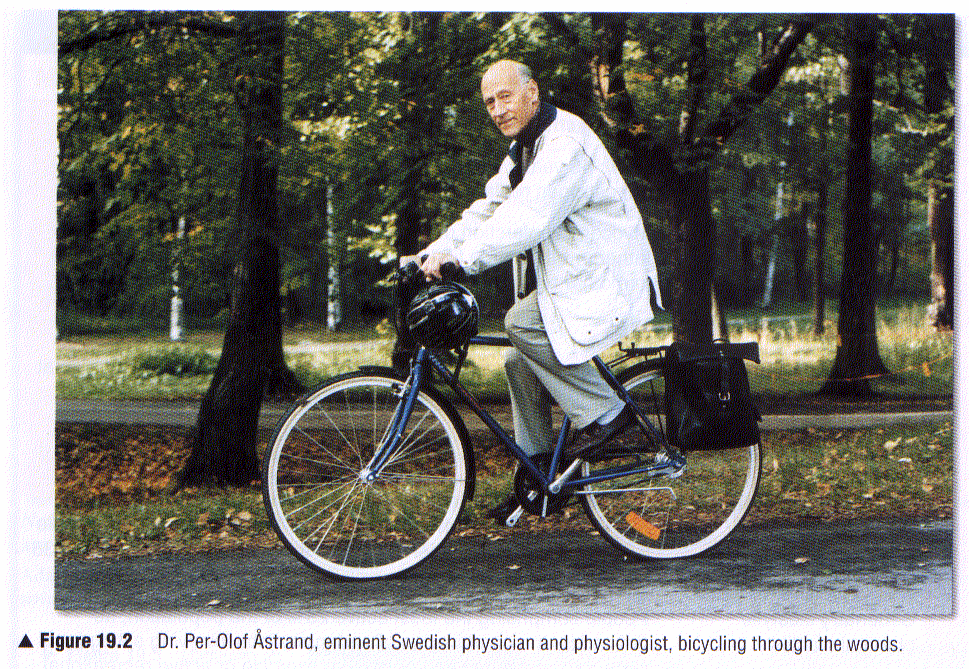 ▲ Figure 19.2 Dr. Per-Olof Åstrand, eminent Swedish physician and physiologist, bicycling through the woods.